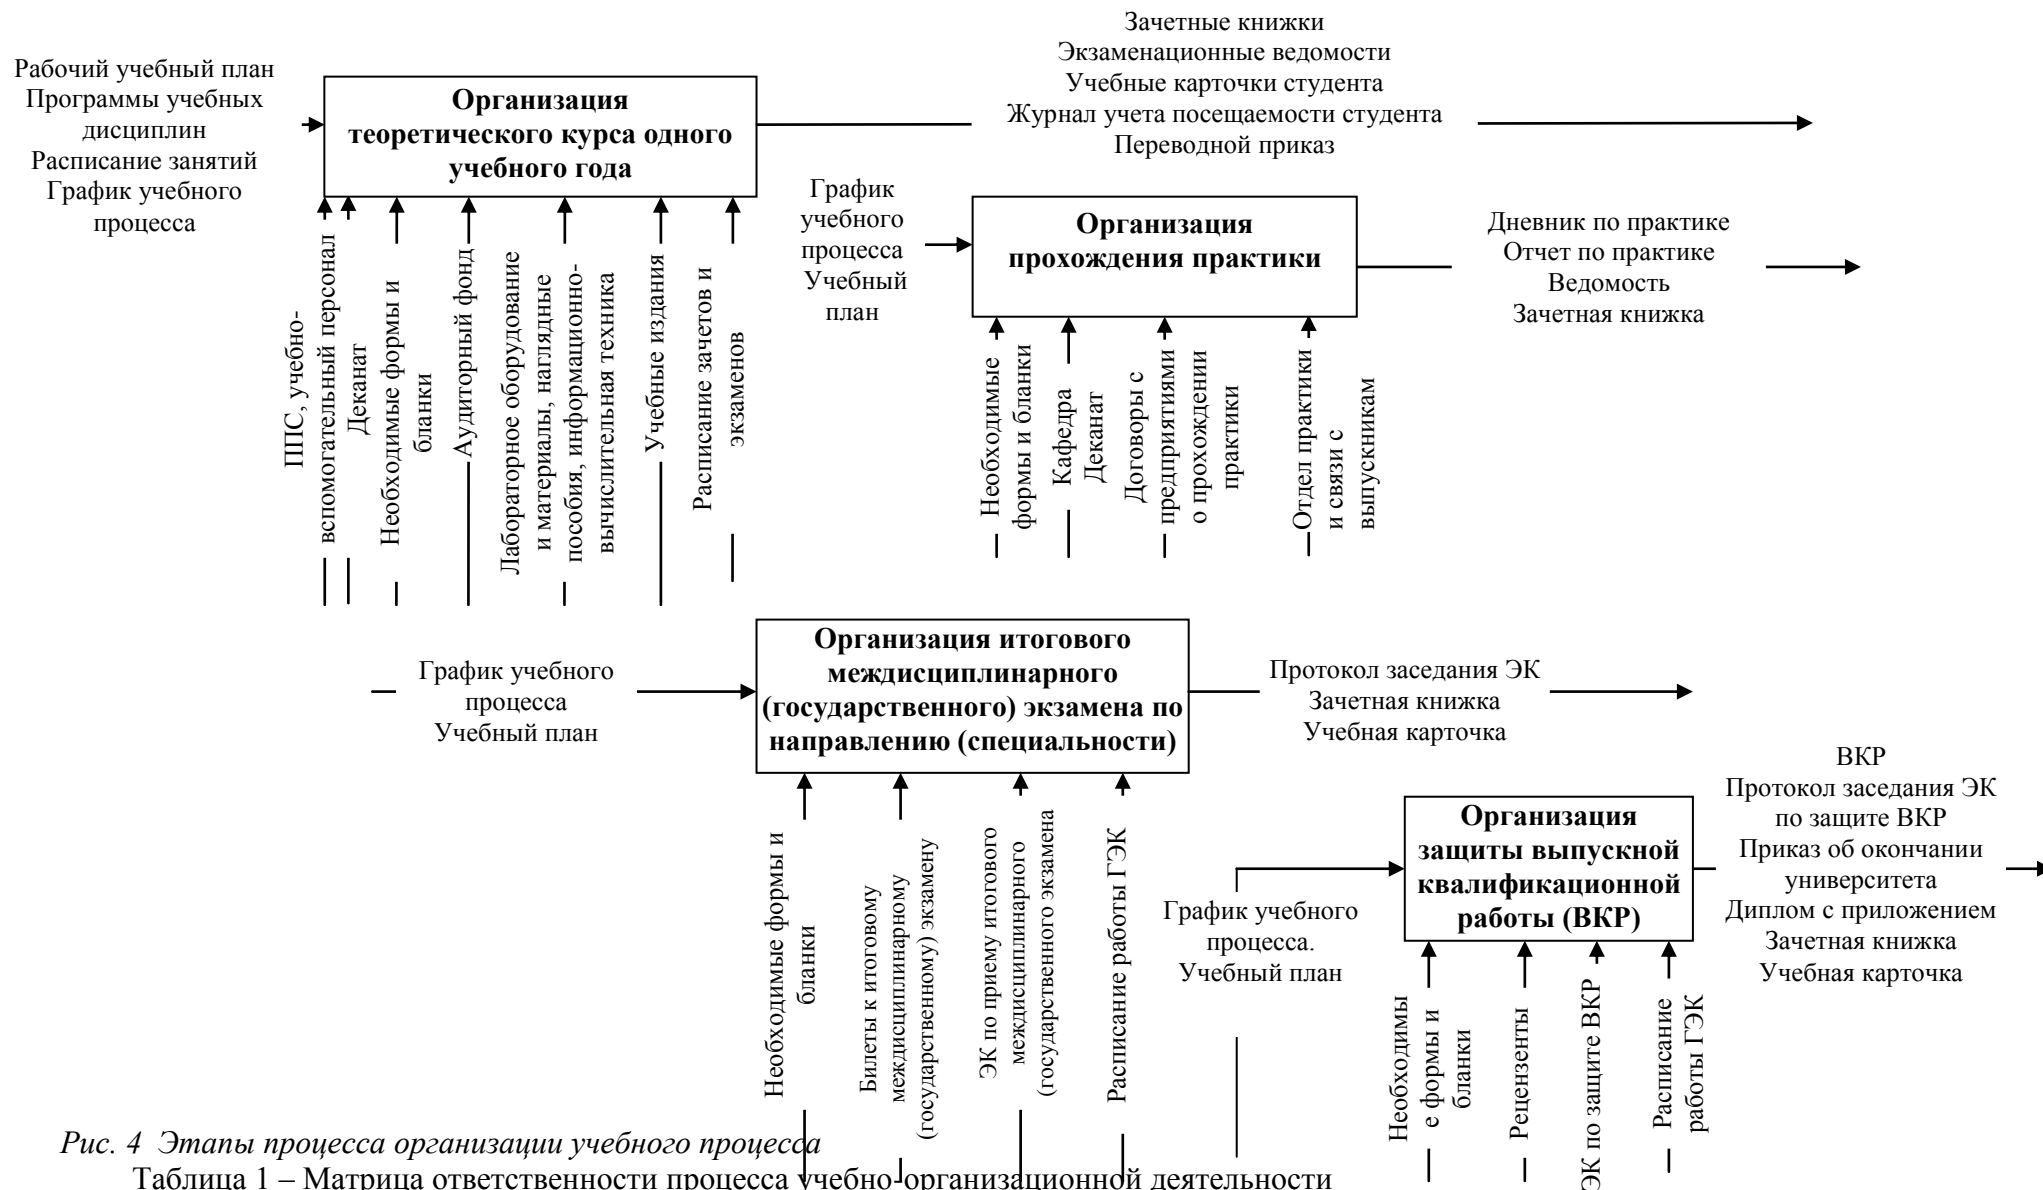 Рабочий учебный план
Программы учебных
дисциплин
Расписание занятий
График учебного
процесса
Организация
теоретического курса одного
учебного года
Зачетные книжки
Экзаменационные ведомости
Учебные карточки студента
Журнал учета посещаемости студента
Переводной приказ
ППС, учебно-
вспомогательный персонал
Деканат
Необходимые формы и
бланки
Аудиторный фонд
Лабораторное оборудование
и материалы, наглядные
пособия, информационно-
вычислительная техника
Учебные издания
Расписание зачетов и
экзаменов
График
учебного
процесса
Учебный
план
Организация
прохождения практики
Дневник по практике
Отчет по практике
Ведомость
Зачетная книжка
Необходимые
формы и бланки
Кафедра
Деканат
Договоры с
предприятиями
о прохождении
практики
Отдел практики
и связи с
выпускникам
График учебного
процесса
Учебный план
Организация итогового
междисциплинарного
(государственного) экзамена по
направлению (специальности)
Протокол заседания ЭК
Зачетная книжка
Учебная карточка
Необходимые формы и
бланки
Билеты к итоговому
междисциплинарному
(государственному) экзамену
ЭК по приему итогового
междисциплинарного
(государственного экзамена
Расписание работы ГЭК
График учебного
процесса.
Учебный план
Организация
защиты выпускной
квалификационной
работы (ВКР)
ВКР
Протокол заседания ЭК
по защите ВКР
Приказ об окончании
университета
Диплом с приложением
Зачетная книжка
Учебная карточка
Необходимы
е формы и
бланки
Рецензенты
ЭК по защите ВКР
Расписание
работы ГЭК
Рис. 4 Этапы процесса организации учебного процесса
Таблица 1 – Матрица ответственности процесса учебно-организационной деятельности